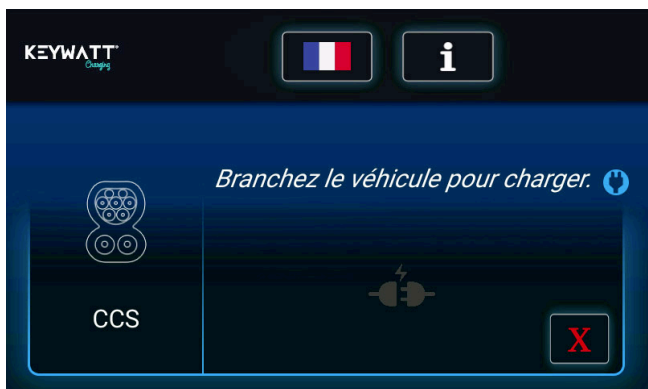 KEYWATT
Charging
i
Branchez le véhicule pour charger.
CCS
X